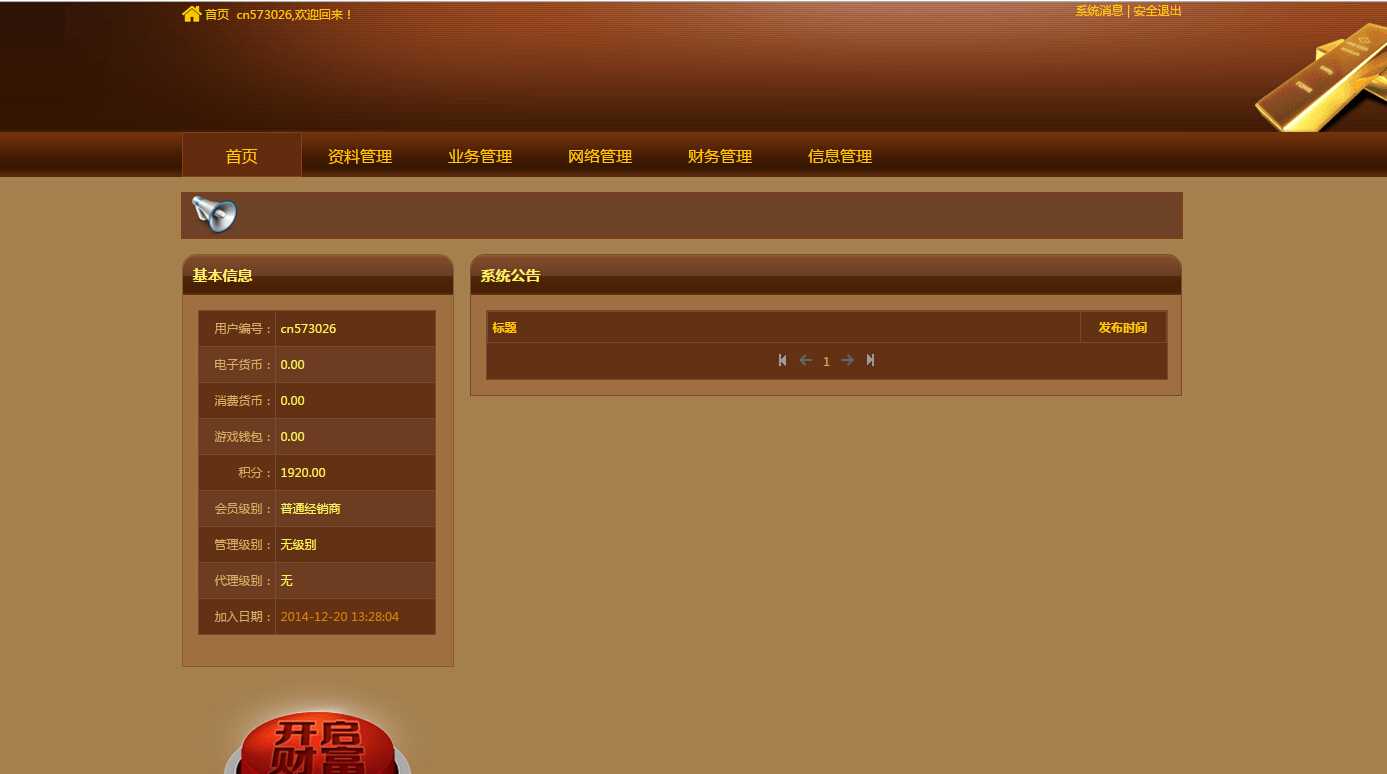 首页 cn573026,欢迎回来！
系统消息 | 安全退出
首页 资料管理 业务管理 网络管理 财务管理 信息管理
基本信息
用户编号： cn573026
电子货币： 0.00
消费货币： 0.00
游戏钱包： 0.00
积分： 1920.00
会员级别： 普通经销商
管理级别： 无级别
代理级别： 无
加入日期： 2014-12-20 13:28:04
系统公告
标题 发布时间
1
开启
财富